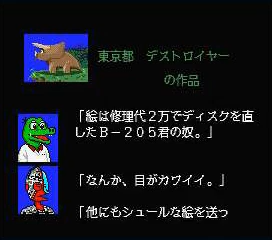 東京都　デストロイヤー
の作品
「絵は修理代2万でディスクを直
したB－205君の奴。」
「なんか、目がカワイイ。」
「他にもシュールな絵を送っ